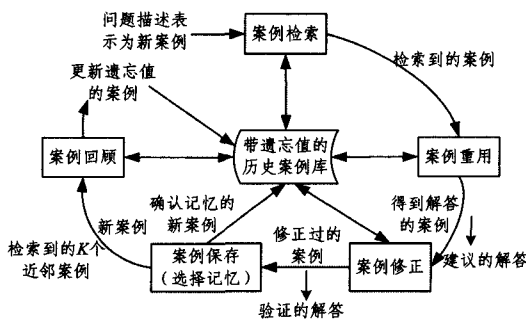 问题描述表
示为新案例
案例检索
更新遗忘值
的案例
检索到的案例
案例回顾
带遗忘值的
历史案例库
案例重用
确认记忆的
新案例
得到解答
的案例
新案例
检索到的K个
近邻案例
案例保存
(选择记忆)
修正过的
案例
案例修正
建议的解答
验证的解答